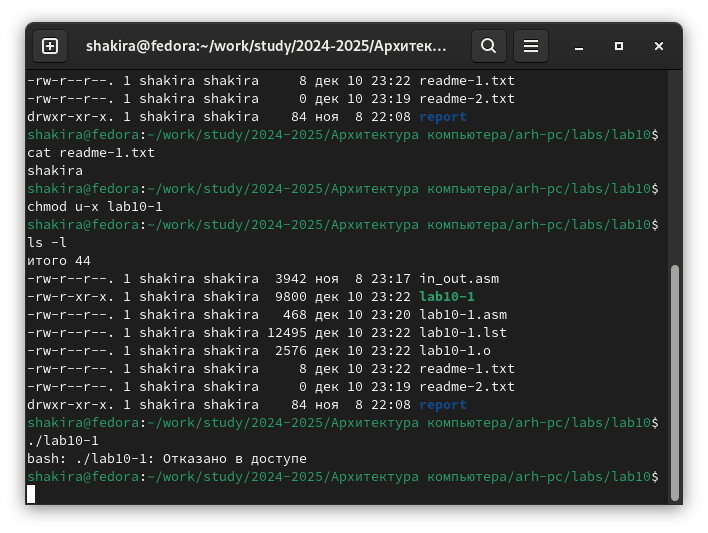 shakira@fedora:~/work/study/2024-2025/Архитек...
-rw-r--r--. 1 shakira shakira     8 дек 10 23:22 readme-1.txt
-rw-r--r--. 1 shakira shakira     0 дек 10 23:19 readme-2.txt
drwxr-xr-x. 1 shakira shakira    84 ноя  8 22:08 report
shakira@fedora:~/work/study/2024-2025/Архитектура компьютера/arh-pc/labs/lab10$
cat readme-1.txt
shakira
shakira@fedora:~/work/study/2024-2025/Архитектура компьютера/arh-pc/labs/lab10$
chmod u-x lab10-1
shakira@fedora:~/work/study/2024-2025/Архитектура компьютера/arh-pc/labs/lab10$
ls -l
итого 44
-rw-r--r--. 1 shakira shakira  3942 ноя  8 23:17 in_out.asm
-rw-r-xr-x. 1 shakira shakira  9800 дек 10 23:22 lab10-1
-rw-r--r--. 1 shakira shakira   468 дек 10 23:20 lab10-1.asm
-rw-r--r--. 1 shakira shakira 12495 дек 10 23:22 lab10-1.lst
-rw-r--r--. 1 shakira shakira  2576 дек 10 23:22 lab10-1.o
-rw-r--r--. 1 shakira shakira     8 дек 10 23:22 readme-1.txt
-rw-r--r--. 1 shakira shakira     0 дек 10 23:19 readme-2.txt
drwxr-xr-x. 1 shakira shakira    84 ноя  8 22:08 report
shakira@fedora:~/work/study/2024-2025/Архитектура компьютера/arh-pc/labs/lab10$
./lab10-1
bash: ./lab10-1: Отказано в доступе
shakira@fedora:~/work/study/2024-2025/Архитектура компьютера/arh-pc/labs/lab10$